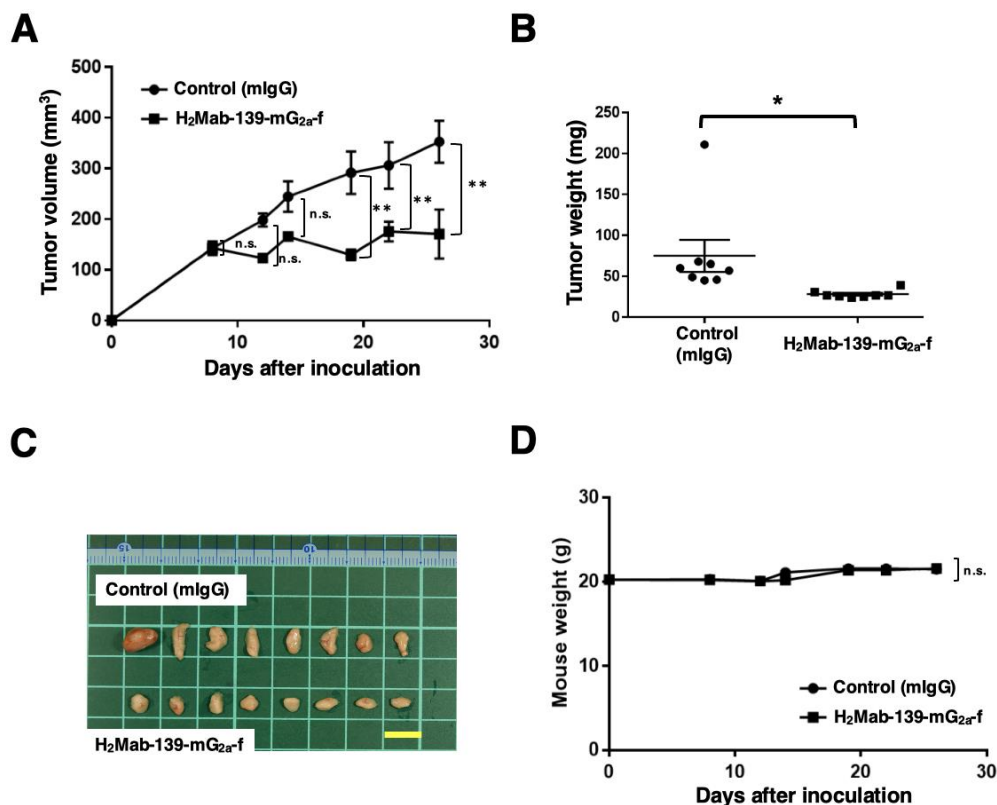 A
Tumor volume (mm³)
500
400
300
200
100
0
Control (mIgG)
H₂Mab-139-mG₂ₐ-f
n.s.
n.s.
n.s.
**
**
**
0
10
20
30
Days after inoculation
B
Tumor weight (mg)
250
200
150
100
50
0
*
Control
(mIgG)
H₂Mab-139-mG₂ₐ-f
C
15
10
Control (mIgG)
H₂Mab-139-mG₂ₐ-f
D
Mouse weight (g)
30
20
10
0
n.s.
Control (mIgG)
H₂Mab-139-mG₂ₐ-f
0
10
20
30
Days after inoculation